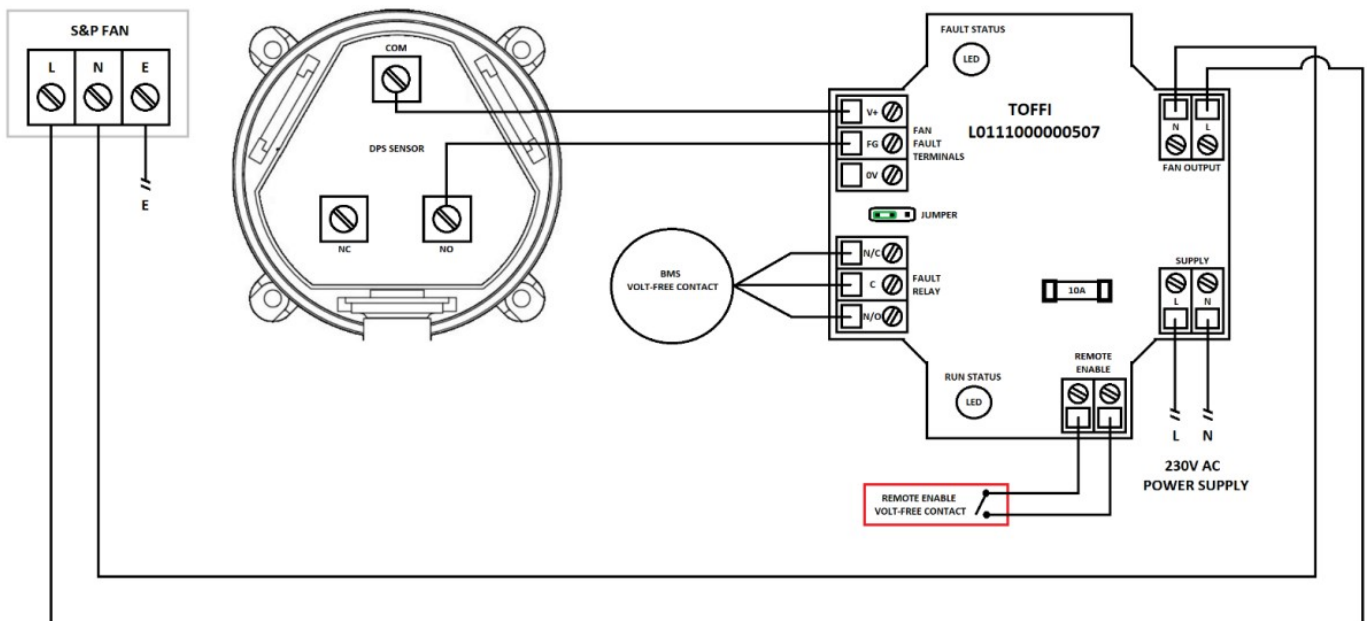 S&P FAN
L N E
E
COM
DPS SENSOR
NC
NO
FAULT STATUS
LED
TOFFI
L0111000000507
V+
FG
0V
FAN
FAULT
TERMINALS
JUMPER
N/C
C
N/O
FAULT
RELAY
BMS
VOLT-FREE CONTACT
N L
FAN OUTPUT
SUPPLY
L N
10A
REMOTE
ENABLE
RUN STATUS
LED
L N
230V AC
POWER SUPPLY
REMOTE ENABLE
VOLT-FREE CONTACT